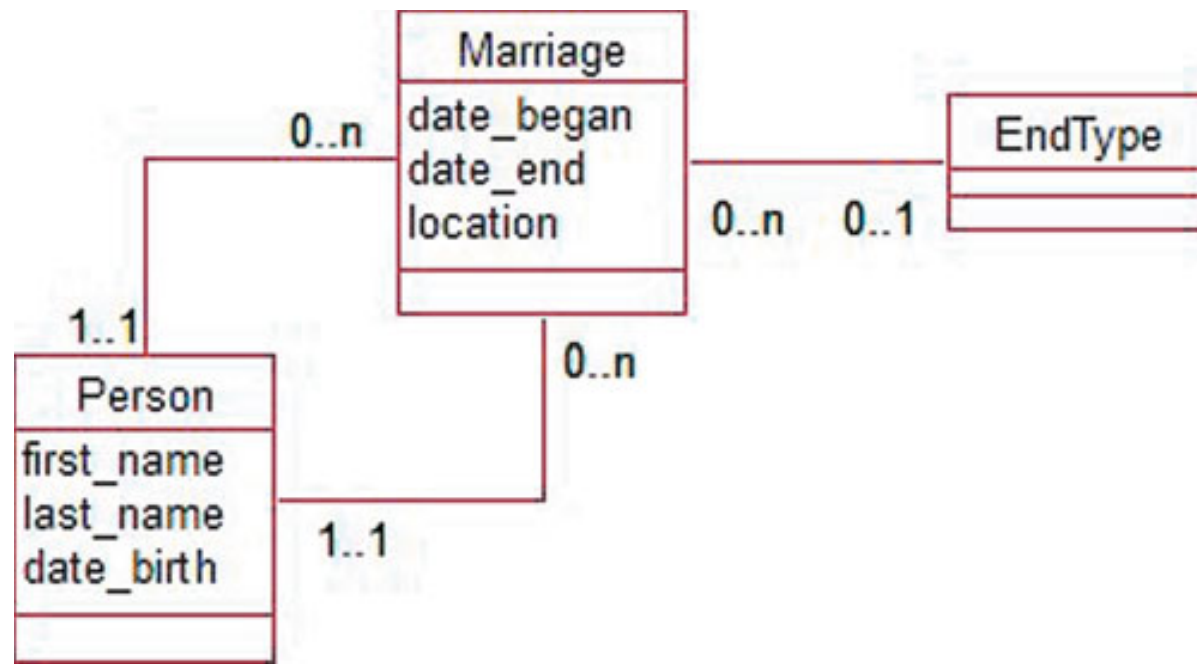 Marriage
date_began
date_end
location
EndType
0..n
0..n
0..1
0..n
1..1
Person
first_name
last_name
date_birth
1..1